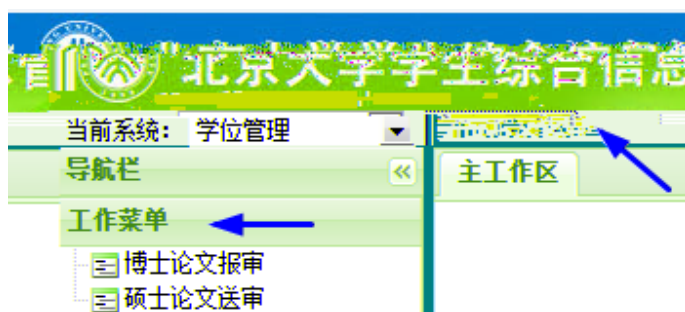 北京大学学生综合信息
当前系统： 学位管理
导航栏
主工作区
工作菜单
博士论文报审
硕士论文送审